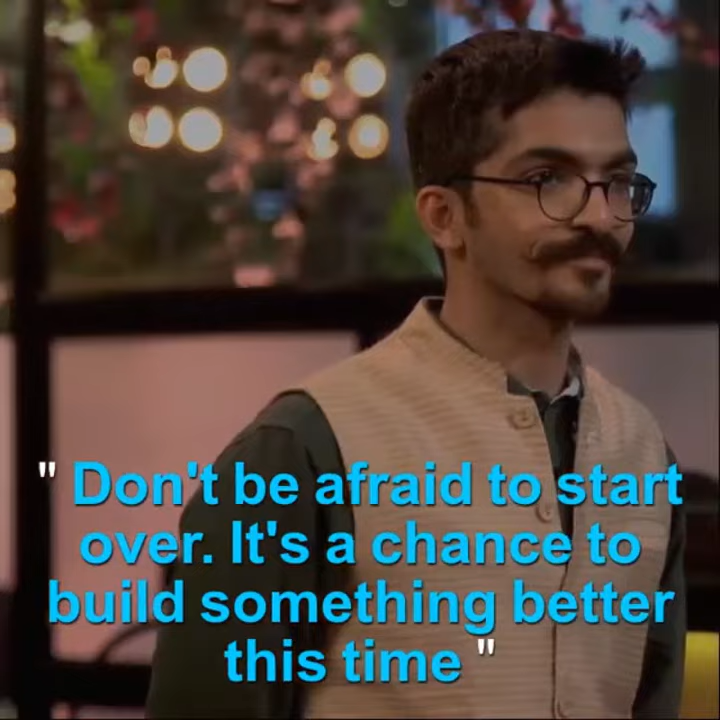 " Don't be afraid to start
over. It's a chance to
build something better
this time "